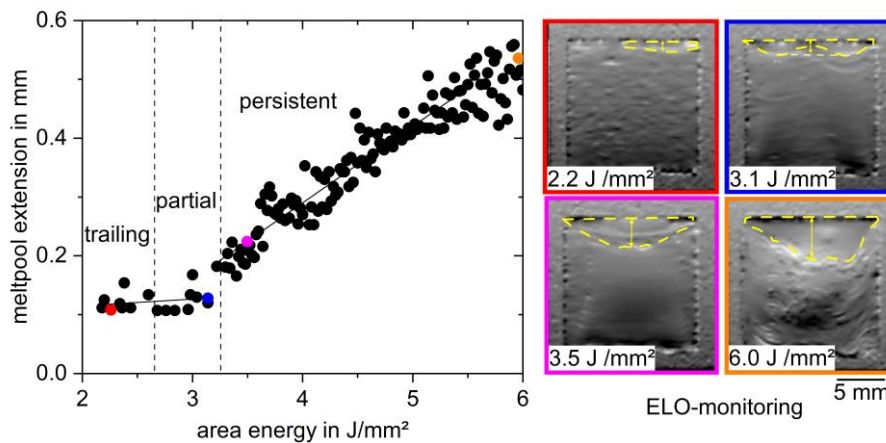 meltpool extension in mm
0.6
0.4
0.2
0.0
persistent
partial
trailing
2
3
4
5
6
area energy in J/mm²
2.2 J /mm²
3.1 J /mm²
3.5 J /mm²
6.0 J /mm²
5 mm
ELO-monitoring